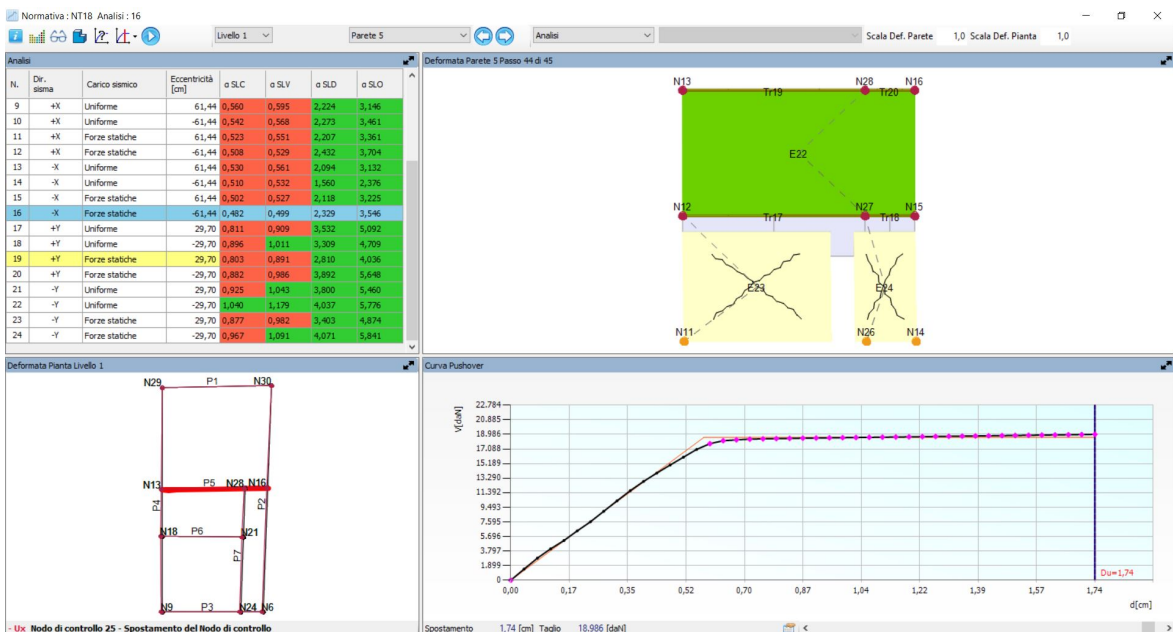 Normativa : NT18 Analisi : 16
Livello 1 Parete 5 Analisi Scala Def. Parete 1,0 Scala Def. Pianta 1,0
Analisi
N. Dir. sisma Carico sismico Eccentricità [cm] α SLC α SLV α SLD α SLO
9 +X Uniforme 61,44 0,560 0,595 2,224 3,146
10 +X Uniforme -61,44 0,542 0,568 2,273 3,461
11 +X Forze statiche 61,44 0,523 0,551 2,207 3,361
12 +X Forze statiche -61,44 0,508 0,529 2,432 3,704
13 -X Uniforme 61,44 0,530 0,561 2,094 3,132
14 -X Uniforme -61,44 0,510 0,532 1,560 2,376
15 -X Forze statiche 61,44 0,502 0,527 2,118 3,225
16 -X Forze statiche -61,44 0,482 0,499 2,329 3,546
17 +Y Uniforme 29,70 0,811 0,909 3,532 5,092
18 +Y Uniforme -29,70 0,896 1,011 3,309 4,709
19 +Y Forze statiche 29,70 0,803 0,891 2,810 4,036
20 +Y Forze statiche -29,70 0,882 0,986 3,892 5,648
21 -Y Uniforme 29,70 0,925 1,043 3,800 5,460
22 -Y Uniforme -29,70 1,040 1,179 4,037 5,776
23 -Y Forze statiche 29,70 0,877 0,982 3,403 4,874
24 -Y Forze statiche -29,70 0,967 1,091 4,071 5,841
Deformata Parete 5 Passo 44 di 45
N13 N28 N16
Tr19 Tr20
E22
N12 N27 N15
Tr17 Tr18
E23 E24
N11 N26 N14
Deformata Pianta Livello 1
N29 P1 N30
N13 P5 N28 N16
P4 P2
N18 P6 N21
P7
N9 P3 N24 N6
- Ux Nodo di controllo 25 - Spostamento del Nodo di controllo
Curva Pushover
V[daN]
22.784
20.885
18.986
17.088
15.189
13.290
11.392
9.493
7.595
5.696
3.797
1.899
0
Du=1,74
0,00 0,17 0,35 0,52 0,70 0,87 1,04 1,22 1,39 1,57 1,74
d[cm]
Spostamento 1,74 [cm] Taglio 18.986 [daN]